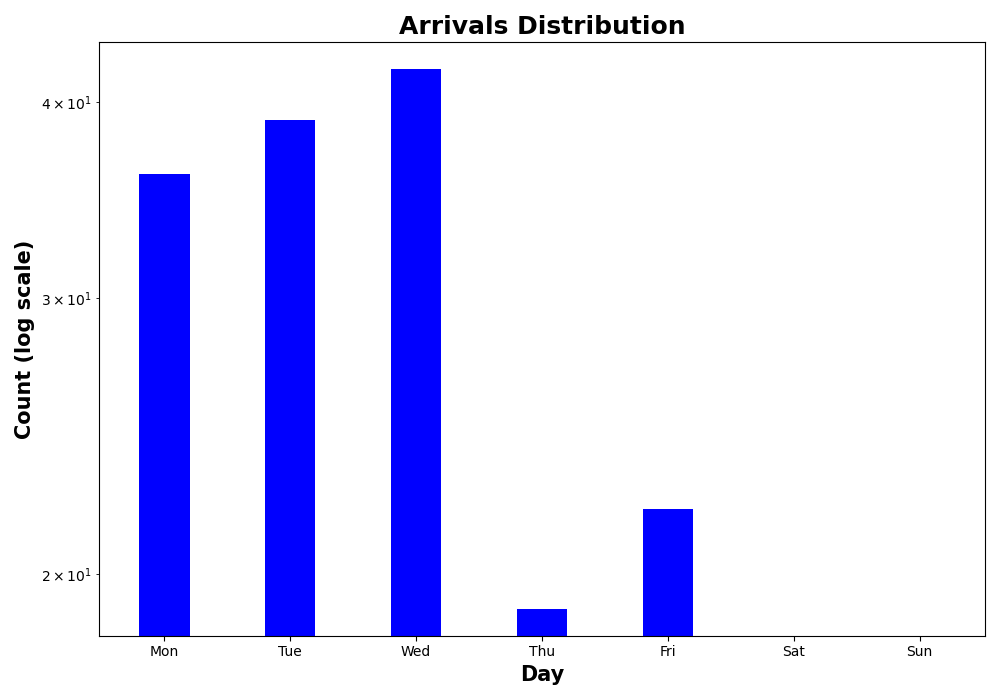 Arrivals Distribution
4 × 10¹
3 × 10¹
2 × 10¹
Count (log scale)
Mon Tue Wed Thu Fri Sat Sun
Day